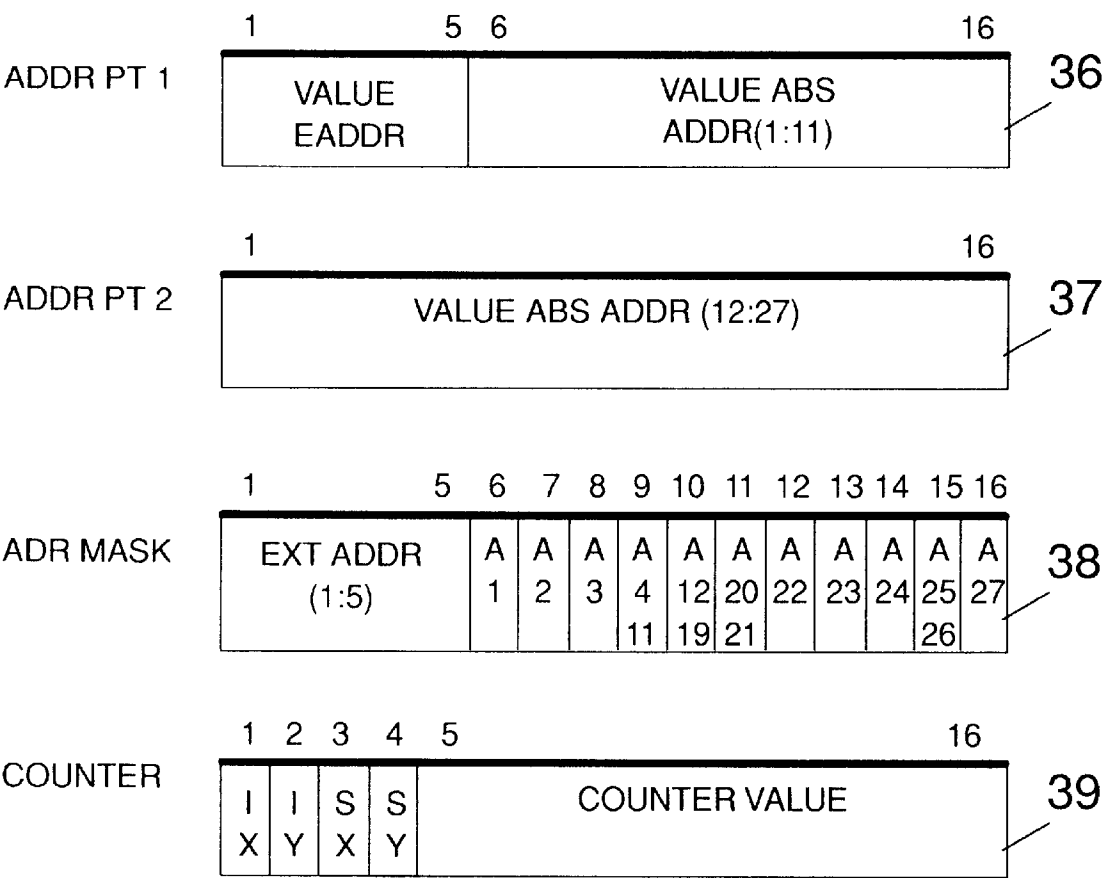 1 5 6 16
ADDR PT 1
VALUE
EADDR
VALUE ABS
ADDR(1:11)
36
1 16
ADDR PT 2
VALUE ABS ADDR (12:27)
37
1 5 6 7 8 9 10 11 12 13 14 15 16
ADR MASK
EXT ADDR
(1:5)
A A A A A A A A A A A
1 2 3 4 12 20 22 23 24 25 27
11 19 21 26
38
1 2 3 4 5 16
COUNTER
I I S S
X Y X Y
COUNTER VALUE
39